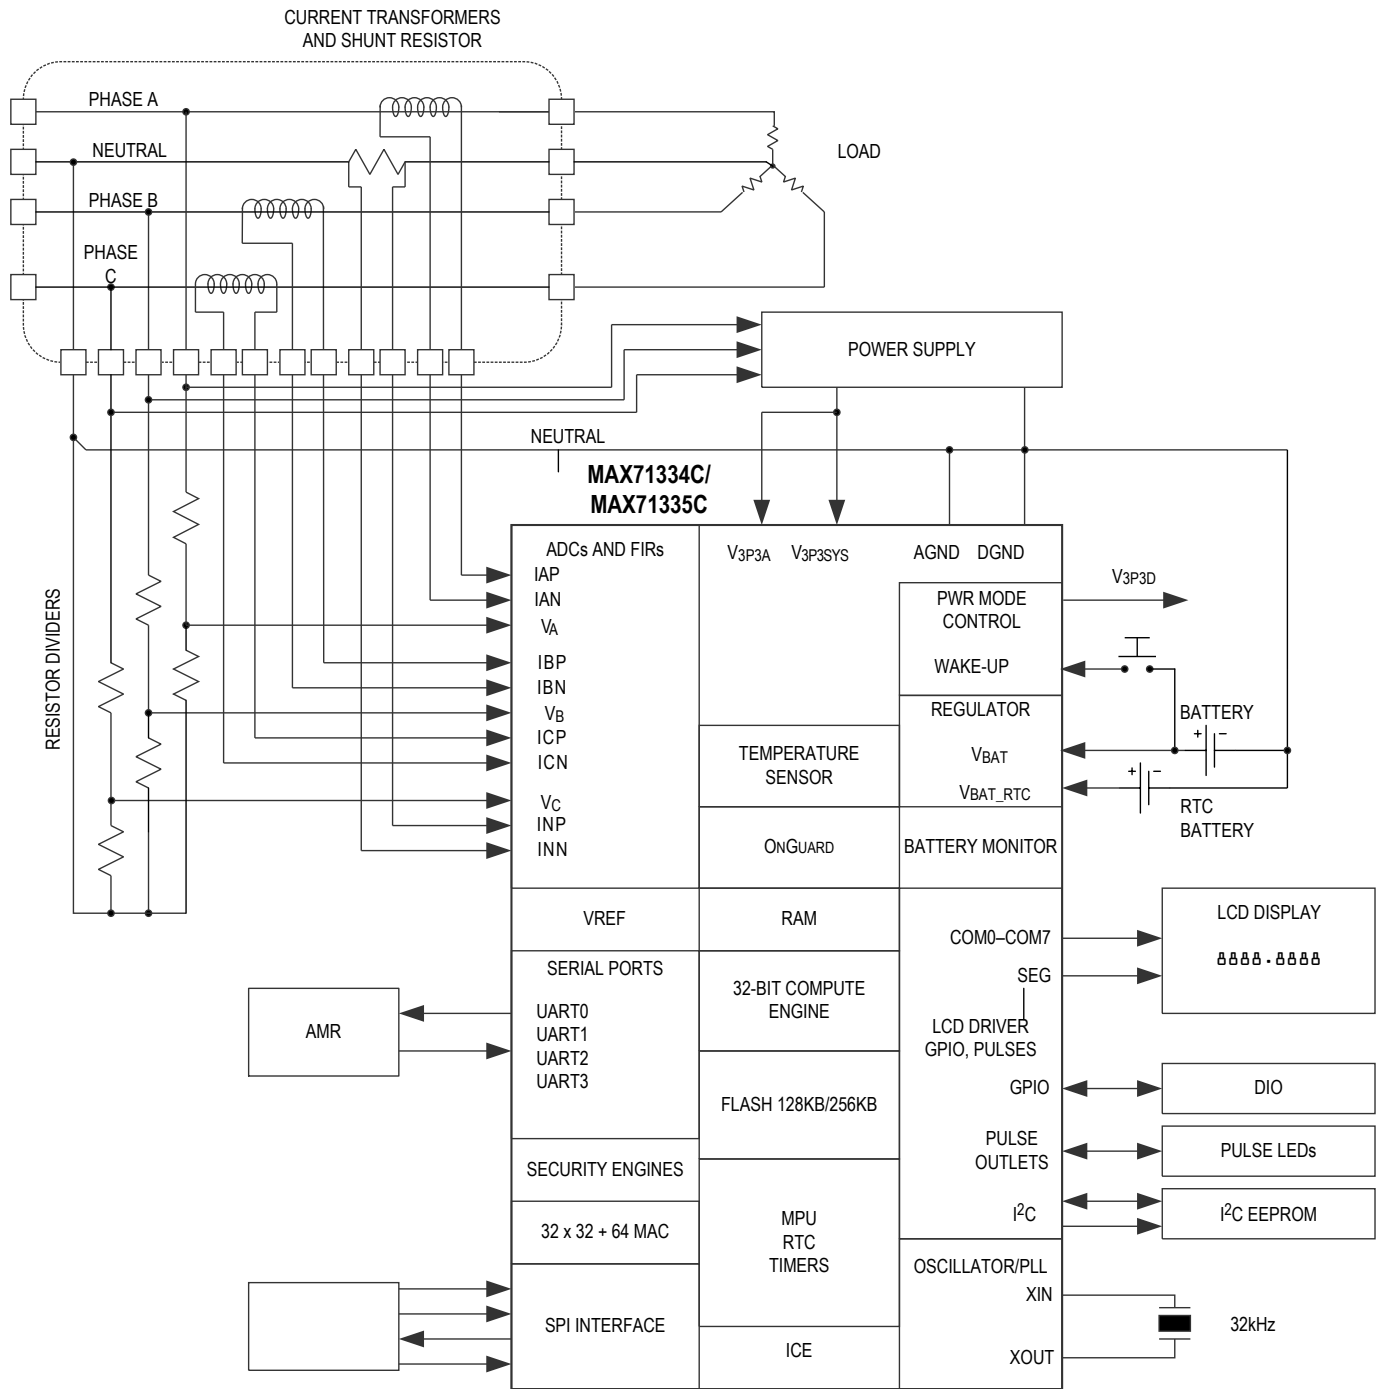 CURRENT TRANSFORMERS
AND SHUNT RESISTOR
PHASE A
NEUTRAL
PHASE B
PHASE
C
LOAD
POWER SUPPLY
NEUTRAL
MAX71334C/
MAX71335C
RESISTOR DIVIDERS
ADCs AND FIRs
IAP
IAN
VA
IBP
IBN
VB
ICP
ICN
VC
INP
INN
V3P3A V3P3SYS AGND DGND
PWR MODE
CONTROL
WAKE-UP
V3P3D
REGULATOR
VBAT
VBAT_RTC
BATTERY
+ −
+ −
RTC
BATTERY
TEMPERATURE
SENSOR
ONGUARD
BATTERY MONITOR
VREF
RAM
SERIAL PORTS
UART0
UART1
UART2
UART3
AMR
32-BIT COMPUTE
ENGINE
COM0–COM7
SEG
LCD DRIVER
GPIO, PULSES
LCD DISPLAY
8888.8888
FLASH 128KB/256KB
GPIO
DIO
PULSE
OUTLETS
PULSE LEDs
I2C
I2C EEPROM
SECURITY ENGINES
32 x 32 + 64 MAC
MPU
RTC
TIMERS
OSCILLATOR/PLL
XIN
XOUT
32kHz
SPI INTERFACE
ICE